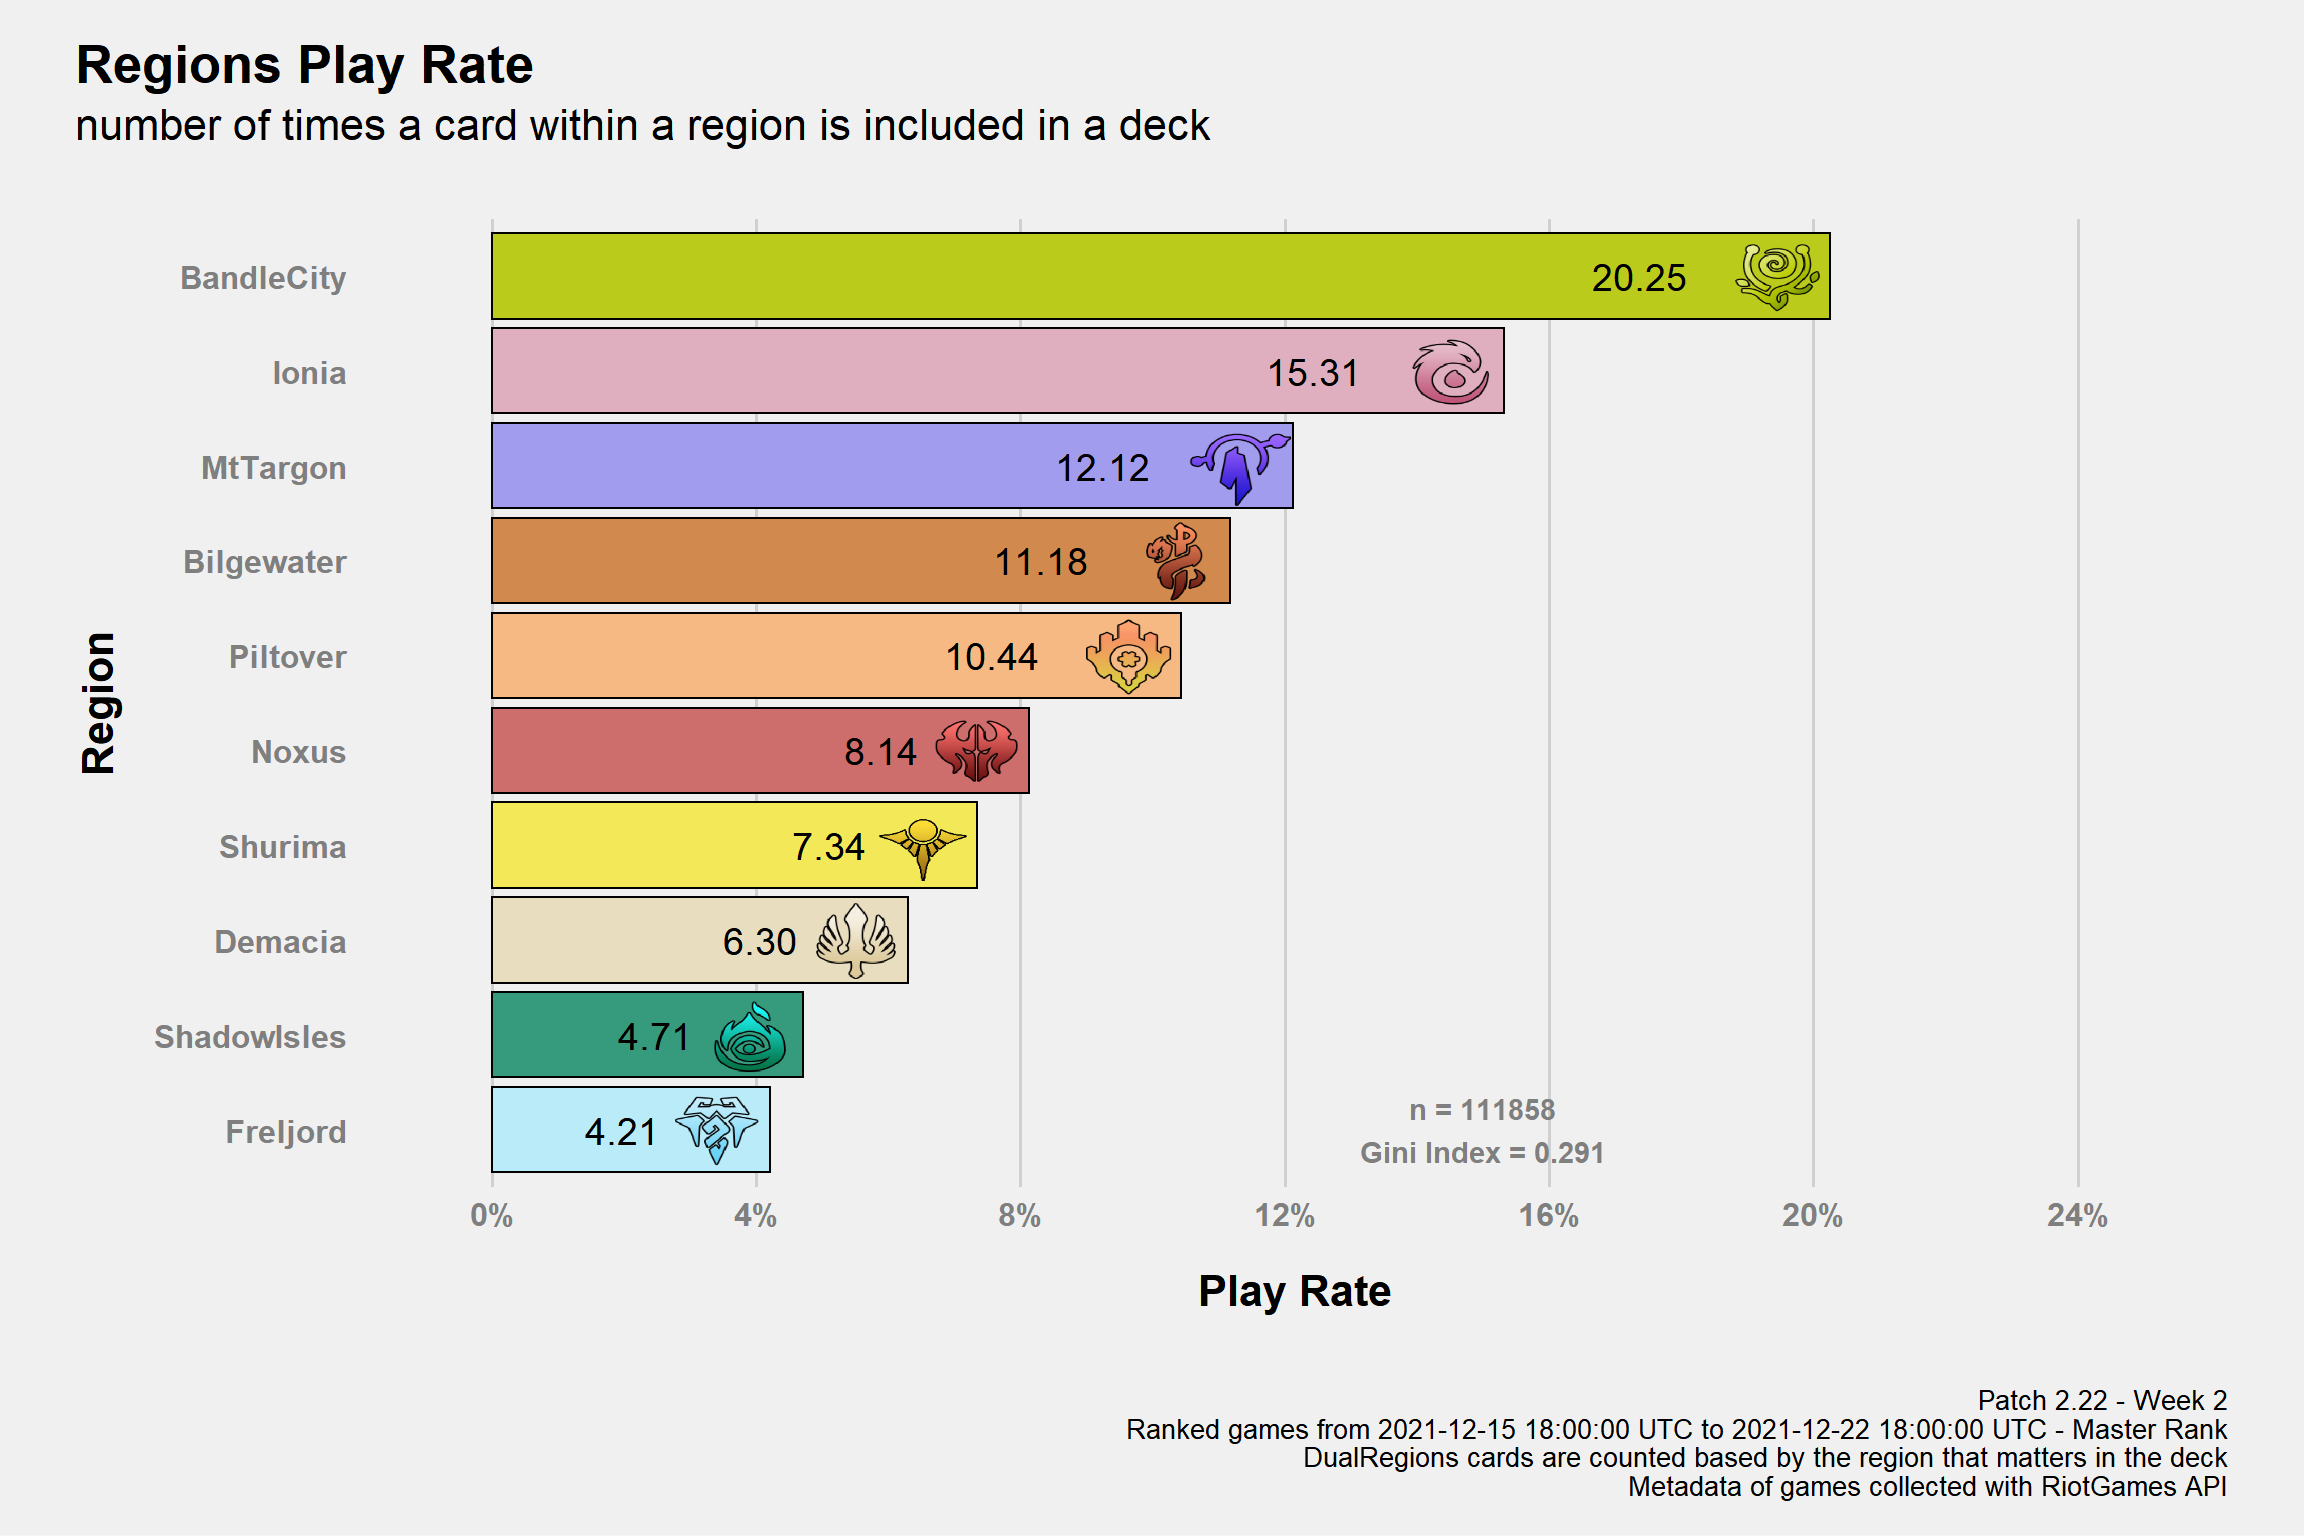 Regions Play Rate
number of times a card within a region is included in a deck
Region
BandleCity 20.25
Ionia 15.31
MtTargon 12.12
Bilgewater 11.18
Piltover 10.44
Noxus 8.14
Shurima 7.34
Demacia 6.30
ShadowIsles 4.71
Freljord 4.21
n = 111858
Gini Index = 0.291
0% 4% 8% 12% 16% 20% 24%
Play Rate
Patch 2.22 - Week 2
Ranked games from 2021-12-15 18:00:00 UTC to 2021-12-22 18:00:00 UTC - Master Rank
DualRegions cards are counted based by the region that matters in the deck
Metadata of games collected with RiotGames API